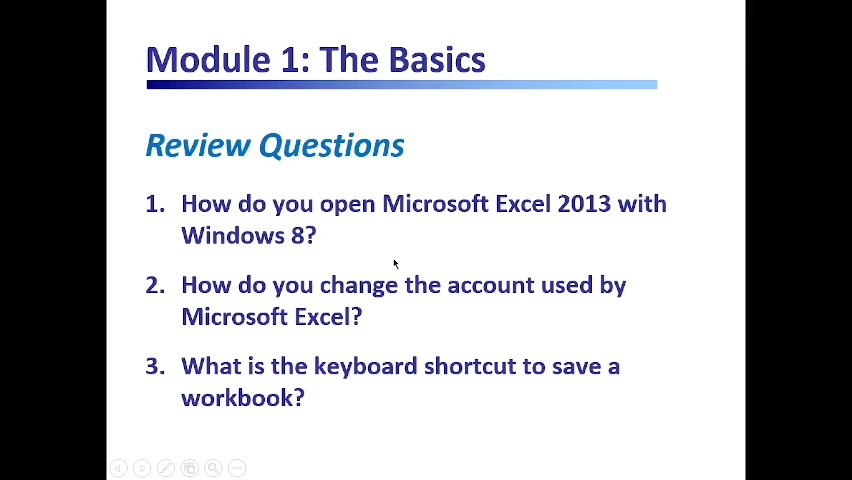 Module 1: The Basics
Review Questions
1. How do you open Microsoft Excel 2013 with
Windows 8?
2. How do you change the account used by
Microsoft Excel?
3. What is the keyboard shortcut to save a
workbook?